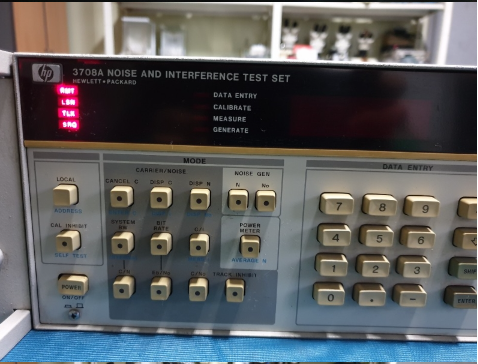 hp
3708A NOISE AND INTERFERENCE TEST SET
HEWLETT • PACKARD
RMT
LSN
TLK
SRQ
DATA ENTRY
CALIBRATE
MEASURE
GENERATE
MODE
DATA ENTRY
CARRIER/NOISE
NOISE GEN
LOCAL
CANCEL C
DISP C
DISP N
N
No
ADDRESS
7
8
9
CAL INHIBIT
SYSTEM
BW
BIT
RATE
POWER
METER
4
5
6
SELF TEST
AVERAGE N
1
2
3
TRACK INHIBIT
POWER
ON/OFF
0
.
-
ENTER